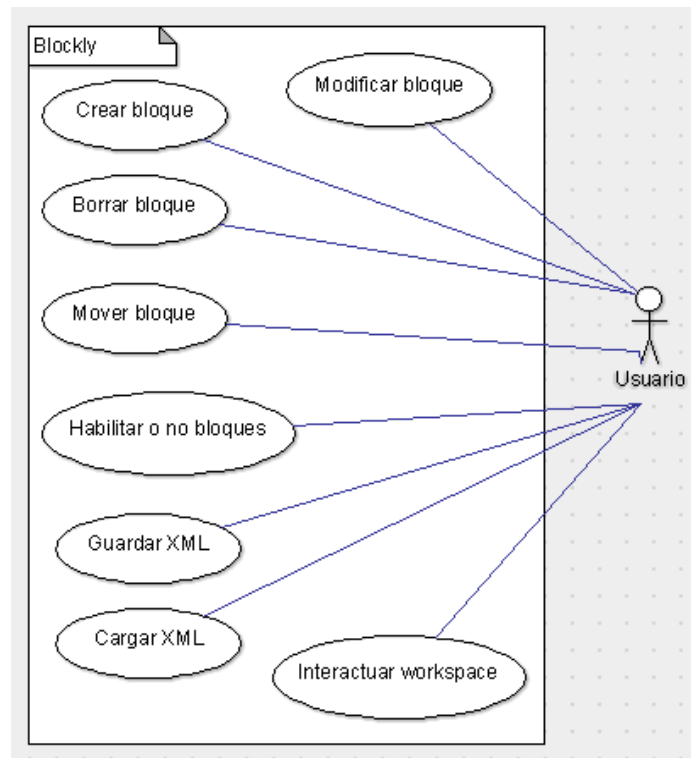 Blockly
Modificar bloque
Crear bloque
Borrar bloque
Mover bloque
Usuario
Habilitar o no bloques
Guardar XML
Cargar XML
Interactuar workspace